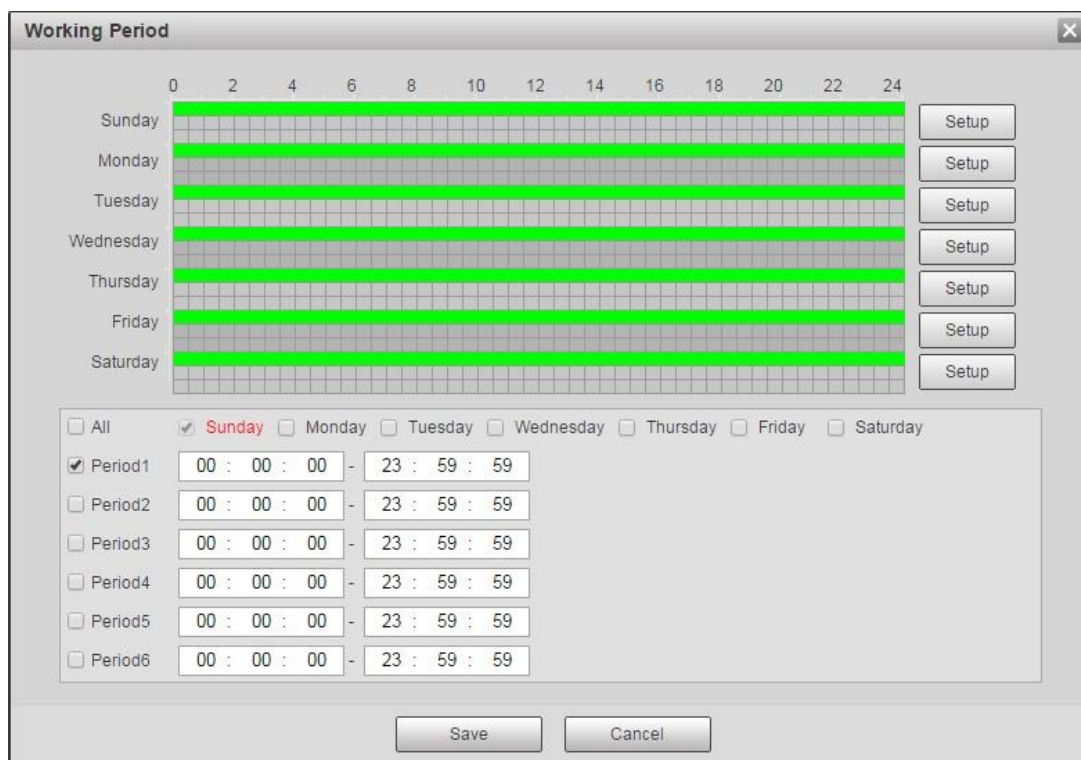 Working Period
0 2 4 6 8 10 12 14 16 18 20 22 24
Sunday Setup
Monday Setup
Tuesday Setup
Wednesday Setup
Thursday Setup
Friday Setup
Saturday Setup
All Sunday Monday Tuesday Wednesday Thursday Friday Saturday
Period1 00 : 00 : 00 - 23 : 59 : 59
Period2 00 : 00 : 00 - 23 : 59 : 59
Period3 00 : 00 : 00 - 23 : 59 : 59
Period4 00 : 00 : 00 - 23 : 59 : 59
Period5 00 : 00 : 00 - 23 : 59 : 59
Period6 00 : 00 : 00 - 23 : 59 : 59
Save Cancel